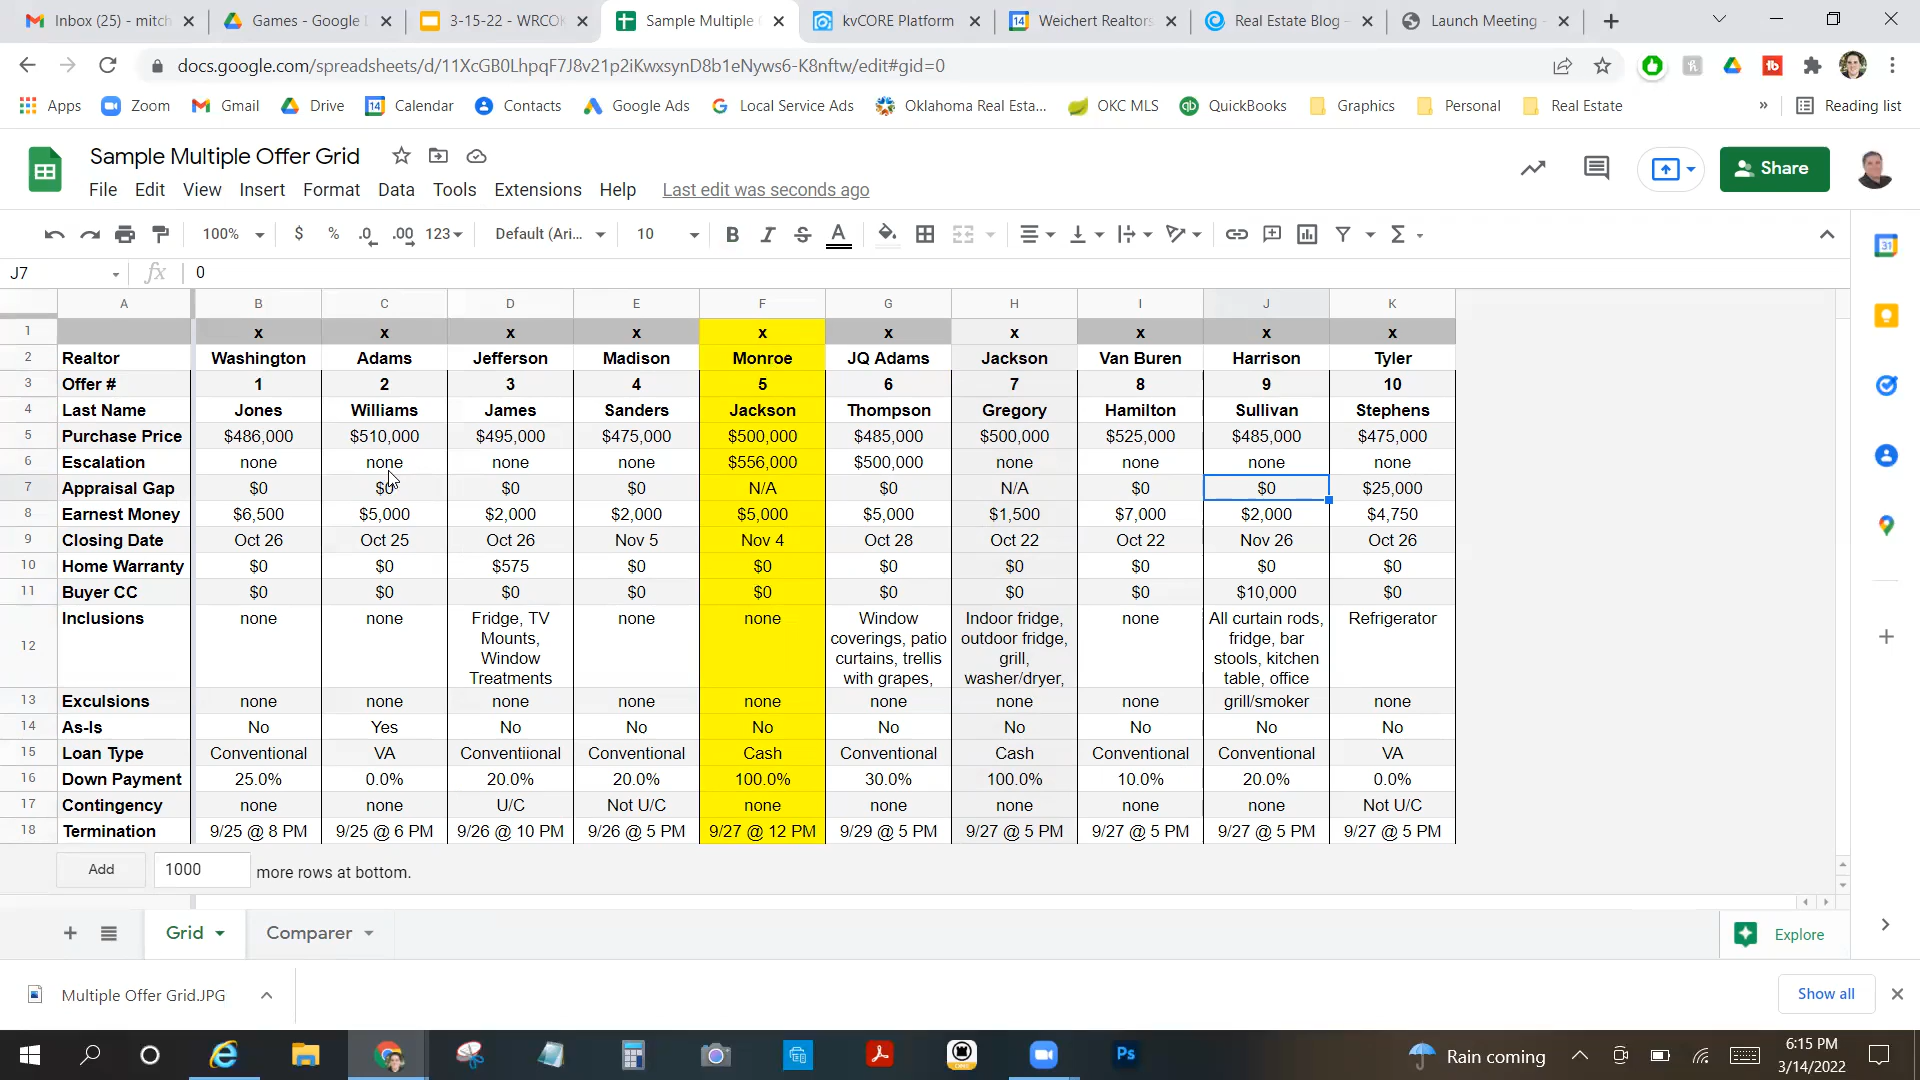 Inbox (25) - mitch
Games - Google D
3-15-22 - WRCOK
Sample Multiple
kvCORE Platform
14 Weichert Realtors
Real Estate Blog -
Launch Meeting -
docs.google.com/spreadsheets/d/11XcGB0LhpqF7J8v21p2iKwxsynD8b1eNyws6-K8nftw/edit#gid=0
Apps Zoom Gmail Drive 14 Calendar Contacts Google Ads Local Service Ads Oklahoma Real Esta... OKC MLS qb QuickBooks Graphics Personal Real Estate » Reading list
Sample Multiple Offer Grid
File Edit View Insert Format Data Tools Extensions Help Last edit was seconds ago
Share
100% $ % .0 .00 123 Default (Ari... 10 B I S A Σ
J7 fx 0
A B C D E F G H I J K
1 x x x x x x x x x x
2 Realtor Washington Adams Jefferson Madison Monroe JQ Adams Jackson Van Buren Harrison Tyler
3 Offer # 1 2 3 4 5 6 7 8 9 10
4 Last Name Jones Williams James Sanders Jackson Thompson Gregory Hamilton Sullivan Stephens
5 Purchase Price $486,000 $510,000 $495,000 $475,000 $500,000 $485,000 $500,000 $525,000 $485,000 $475,000
6 Escalation none none none none $556,000 $500,000 none none none none
7 Appraisal Gap $0 $0 $0 $0 N/A $0 N/A $0 $0 $25,000
8 Earnest Money $6,500 $5,000 $2,000 $2,000 $5,000 $5,000 $1,500 $7,000 $2,000 $4,750
9 Closing Date Oct 26 Oct 25 Oct 26 Nov 5 Nov 4 Oct 28 Oct 22 Oct 22 Nov 26 Oct 26
10 Home Warranty $0 $0 $575 $0 $0 $0 $0 $0 $0 $0
11 Buyer CC $0 $0 $0 $0 $0 $0 $0 $0 $10,000 $0
Inclusions none none Fridge, TV none none Window Indoor fridge, none All curtain rods, Refrigerator
Mounts, coverings, patio outdoor fridge, fridge, bar
12 Window curtains, trellis grill, stools, kitchen
Treatments with grapes, washer/dryer, table, office
13 Exculsions none none none none none none none none grill/smoker none
14 As-Is No Yes No No No No No No No No
15 Loan Type Conventional VA Conventiional Conventional Cash Conventional Cash Conventional Conventional VA
16 Down Payment 25.0% 0.0% 20.0% 20.0% 100.0% 30.0% 100.0% 10.0% 20.0% 0.0%
17 Contingency none none U/C Not U/C none none none none none Not U/C
18 Termination 9/25 @ 8 PM 9/25 @ 6 PM 9/26 @ 10 PM 9/26 @ 5 PM 9/27 @ 12 PM 9/29 @ 5 PM 9/27 @ 5 PM 9/27 @ 5 PM 9/27 @ 5 PM 9/27 @ 5 PM
Add 1000 more rows at bottom.
Grid Comparer Explore
Multiple Offer Grid.JPG Show all
Ps Rain coming 6:15 PM
3/14/2022